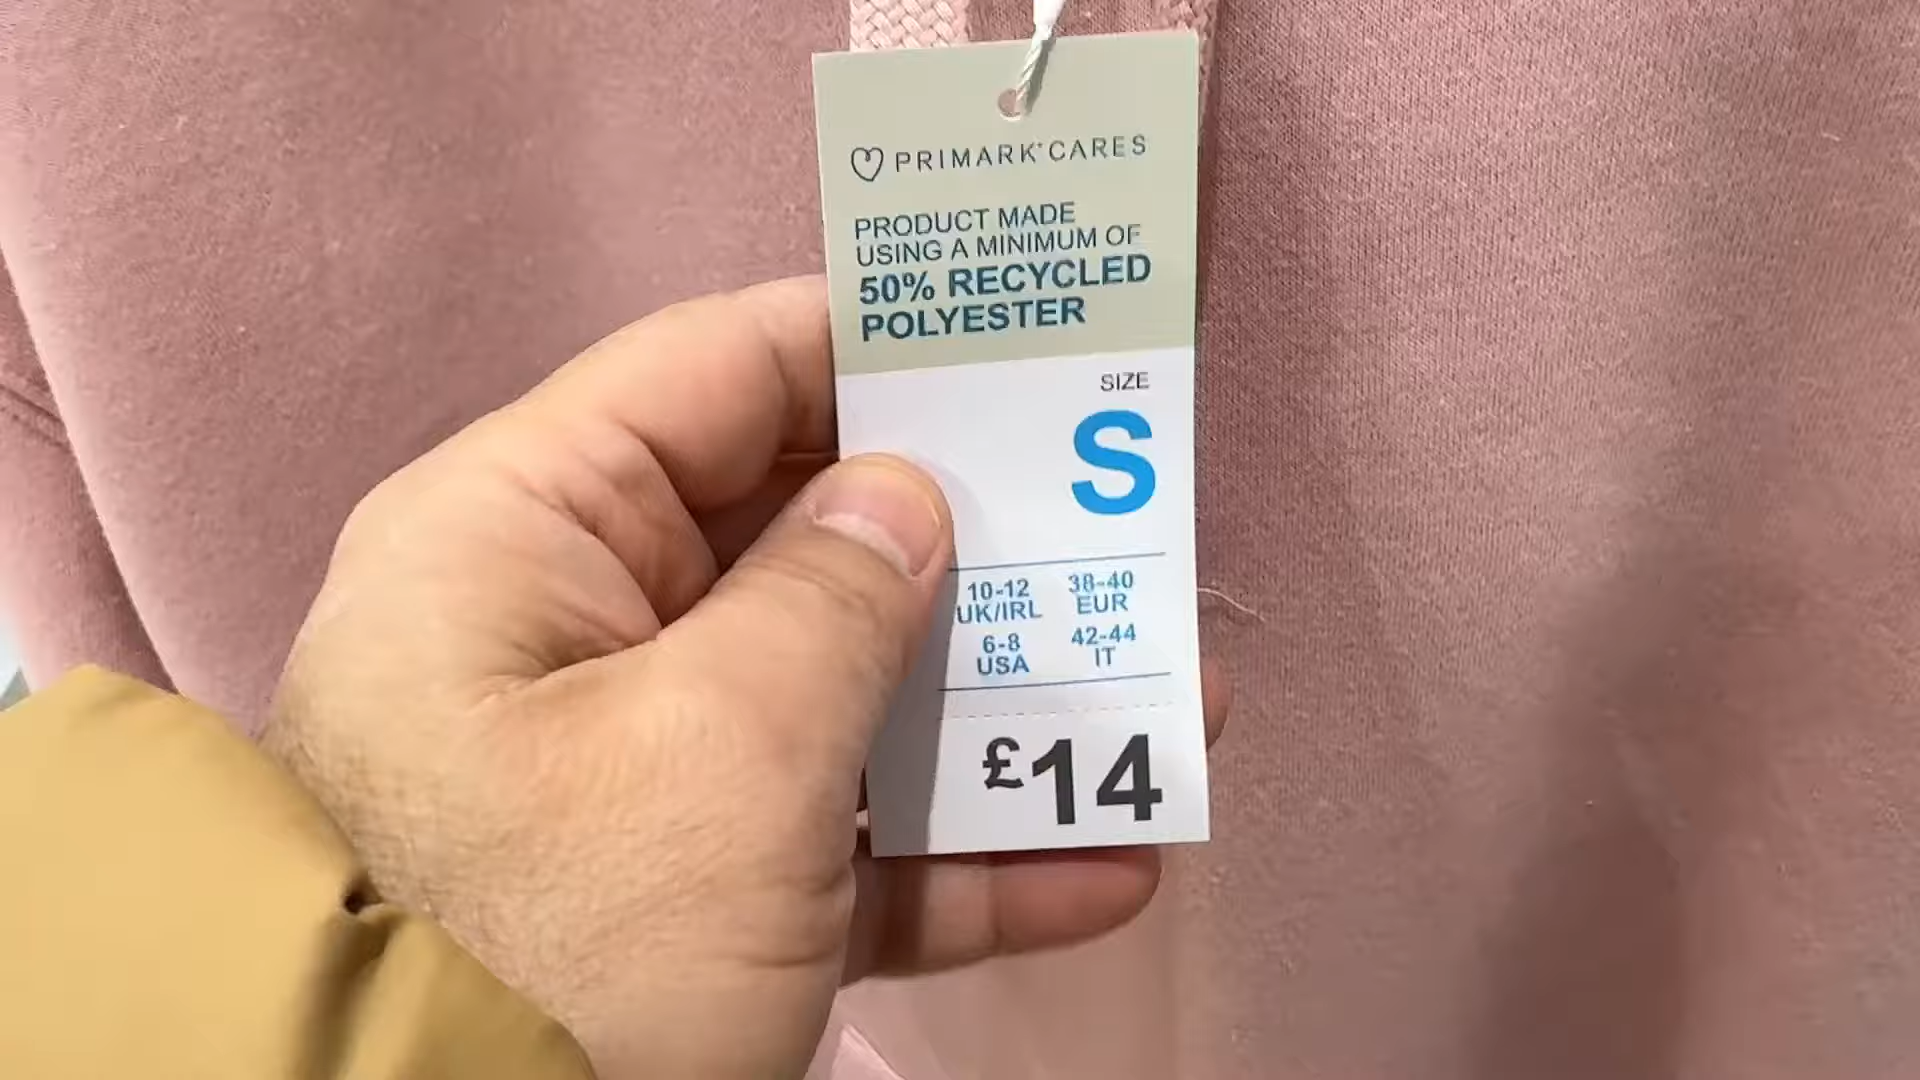 PRIMARK® CARES
PRODUCT MADE
USING A MINIMUM OF
50% RECYCLED
POLYESTER
SIZE
S
10-12 38-40
UK/IRL EUR
6-8 42-44
USA IT
£14